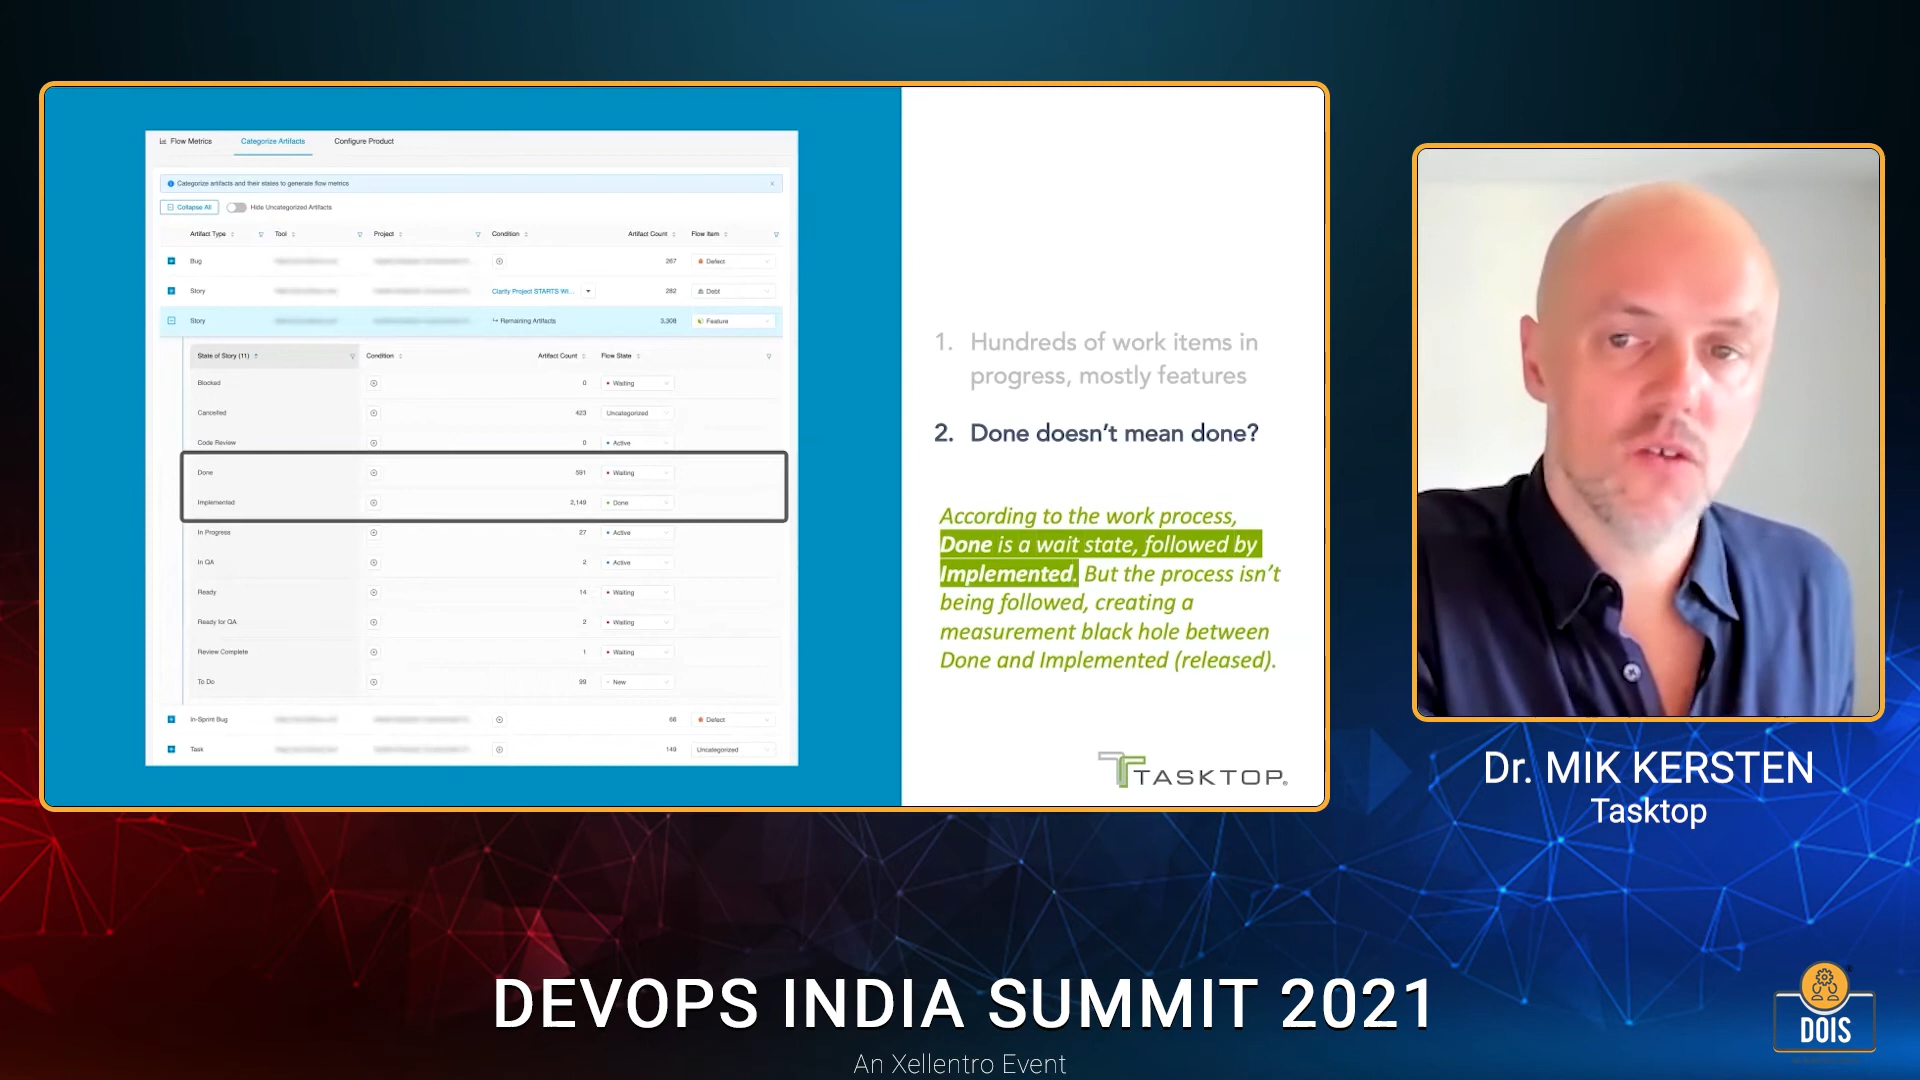 Flow Metrics Categorize Artifacts Configure Product
Categorize artifacts and their states to generate flow metrics x
Collapse All Hide Uncategorized Artifacts
Artifact Type Tool Project Condition Artifact Count Flow Item
Bug 267 Defect
Story Clarity Project STARTS WI... 282 Debt
Story Remaining Artifacts 3,308 Feature
State of Story (11) Condition Artifact Count Flow State
Blocked 0 Waiting
Cancelled 423 Uncategorized
Code Review 0 Active
Done 591 Waiting
Implemented 2,149 Done
In Progress 27 Active
In QA 2 Active
Ready 14 Waiting
Ready for QA 2 Waiting
Review Complete 1 Waiting
To Do 99 New
In-Sprint Bug 68 Defect
Task 149 Uncategorized
1. Hundreds of work items in
progress, mostly features
2. Done doesn't mean done?
According to the work process,
Done is a wait state, followed by
Implemented. But the process isn't
being followed, creating a
measurement black hole between
Done and Implemented (released).
TASKTOP®
Dr. MIK KERSTEN
Tasktop
DEVOPS INDIA SUMMIT 2021
An Xellentro Event
DOIS